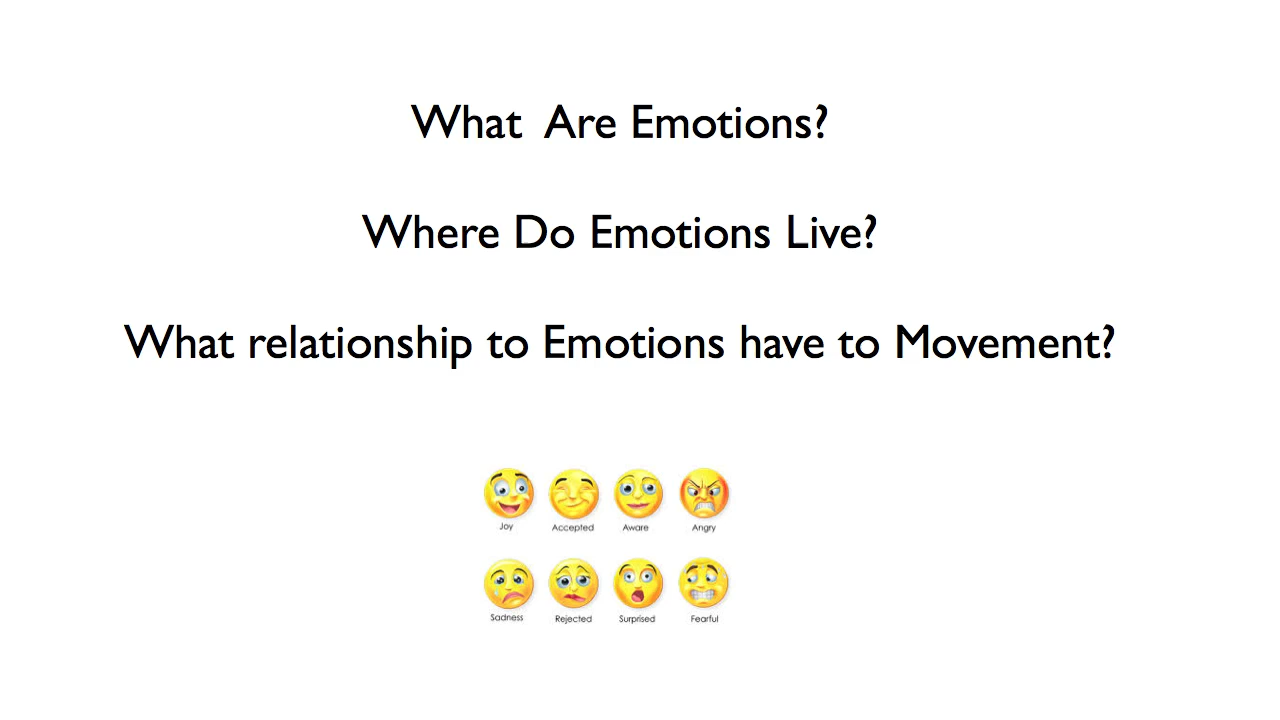 What  Are Emotions?
Where Do Emotions Live?
What relationship to Emotions have to Movement?
Joy Accepted Aware Angry
Sadness Rejected Surprised Fearful